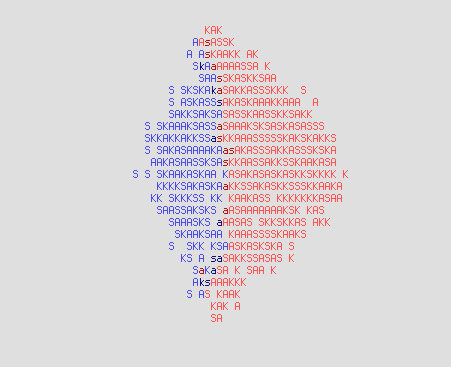 KAK
AAsASSK
A AsKAAKK AK
SkAaAAAASSA K
SAAsSKASKKSAA
S SKSKAkaSAKKASSSKKK S
S ASKASSsAKASKAAAKKAAA A
SAKKSAKSASASSKAASSKKSAKK
S SKAAAKSASSaSAAAKSKSASKASASSS
SKKAKKAKKSSasKKAAASSSSSKAKSKAKKS
S SAKASAAAAKAasAKASSSAKKASSSKSKA
AAKASAASSKSAsKKAASSAKKSSKAAKASA
S S SKAAKASKAA KASAKASASKASKKSKKKK K
KKKKSAKASKAaKKSSAKASKKSSSKKAAKA
KK SKKKSS KK KAAKASS KKKKKKKASAA
SAASSAKSKS aASAAAAAAAKSK KAS
SAAASKS aAASAS SKKSKKAS AKK
SKAAKSAA KAAASSSSKAAKS
S SKK KSAASKASKSKA S
KS A saSAKKSSASAS K
SaKaSA K SAA K
AksAAAKKK
S AS KAAK
KAK A
SA